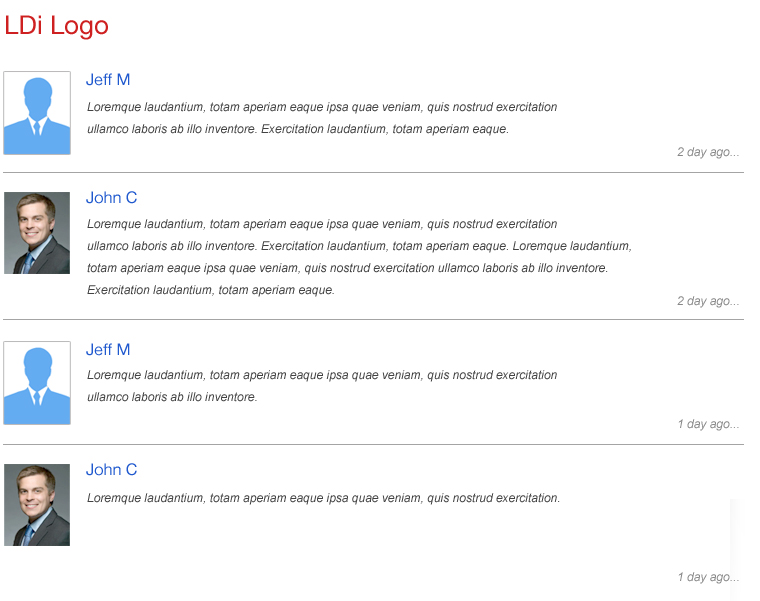 LDi Logo
Jeff M
Loremque laudantium, totam aperiam eaque ipsa quae veniam, quis nostrud exercitation
ullamco laboris ab illo inventore. Exercitation laudantium, totam aperiam eaque.
2 day ago...
John C
Loremque laudantium, totam aperiam eaque ipsa quae veniam, quis nostrud exercitation
ullamco laboris ab illo inventore. Exercitation laudantium, totam aperiam eaque. Loremque laudantium,
totam aperiam eaque ipsa quae veniam, quis nostrud exercitation ullamco laboris ab illo inventore.
Exercitation laudantium, totam aperiam eaque.
2 day ago...
Jeff M
Loremque laudantium, totam aperiam eaque ipsa quae veniam, quis nostrud exercitation
ullamco laboris ab illo inventore.
1 day ago...
John C
Loremque laudantium, totam aperiam eaque ipsa quae veniam, quis nostrud exercitation.
1 day ago...